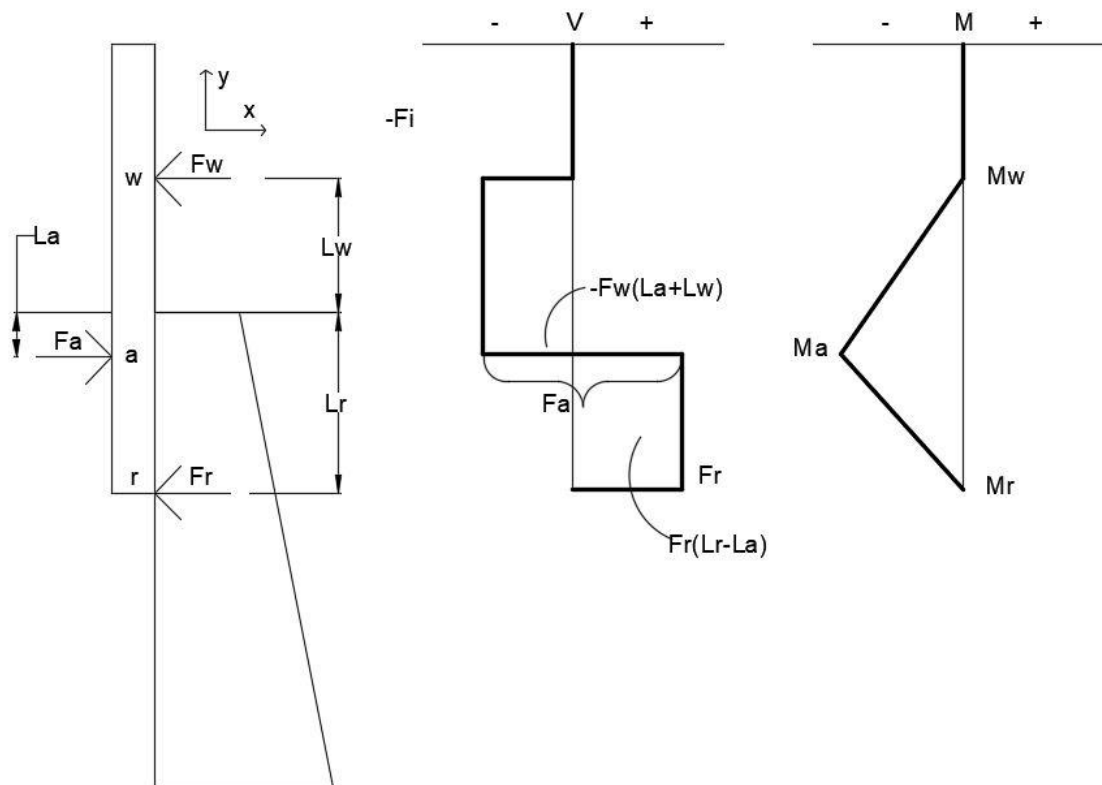 - V +
- M +
y
x
-Fi
Fw
w
Mw
La
Lw
-Fw(La+Lw)
Fa
a
Ma
Lr
Fa
r
Fr
Fr
Mr
Fr(Lr-La)